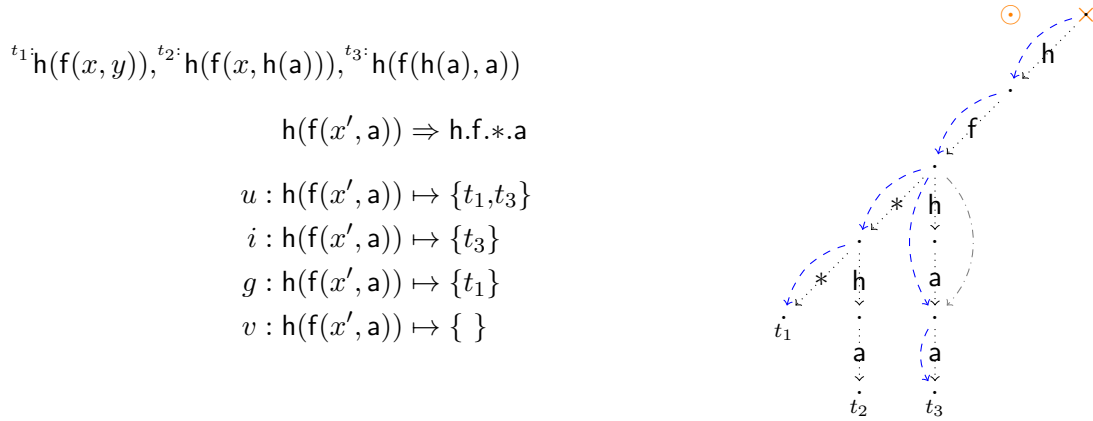 t₁:h(f(x, y)), t₂:h(f(x, h(a))), t₃:h(f(h(a), a))
h(f(x′, a)) ⇒ h.f.∗.a
u : h(f(x′, a)) ↦ {t₁,t₃}
i : h(f(x′, a)) ↦ {t₃}
g : h(f(x′, a)) ↦ {t₁}
v : h(f(x′, a)) ↦ { }
h
f
∗ h
∗ h a
t₁
a a
t₂ t₃